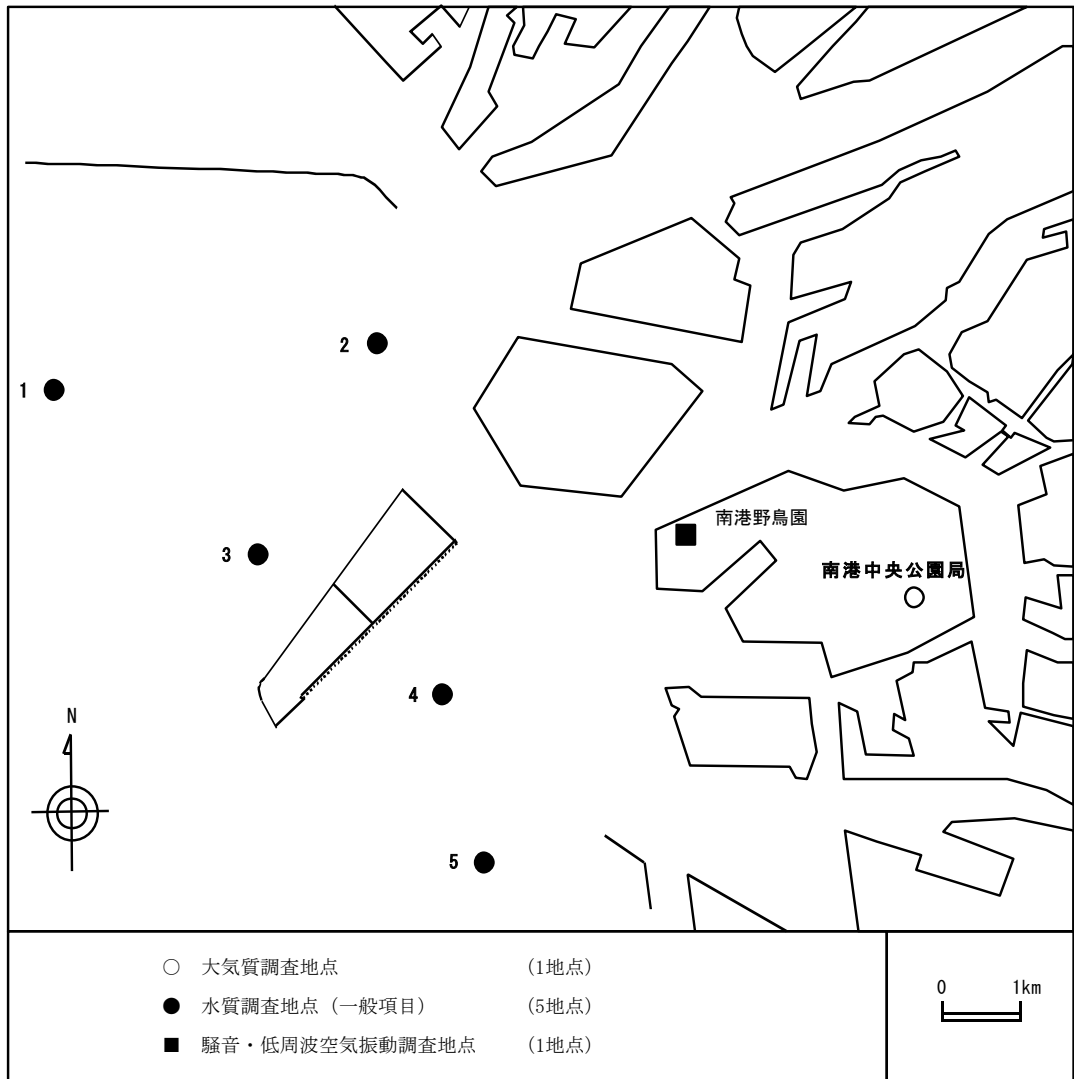 2
1
南港野鳥園
3
南港中央公園局
4
N
5
○ 大気質調査地点 (1地点)
● 水質調査地点（一般項目） (5地点)
■ 騒音・低周波空気振動調査地点 (1地点)
0 1km